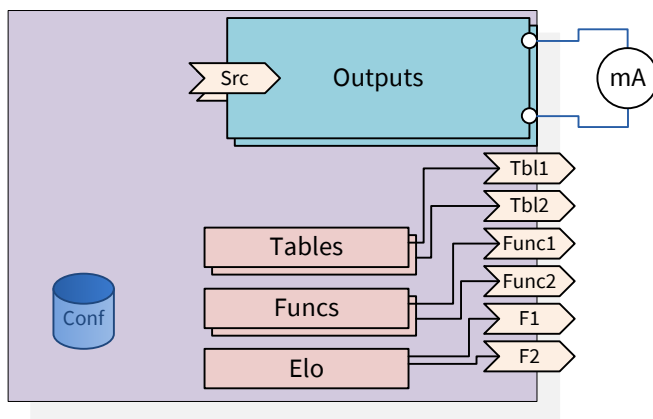 Src
Outputs
mA
Tbl1
Tbl2
Tables
Func1
Func2
Conf
Funcs
F1
Elo
F2